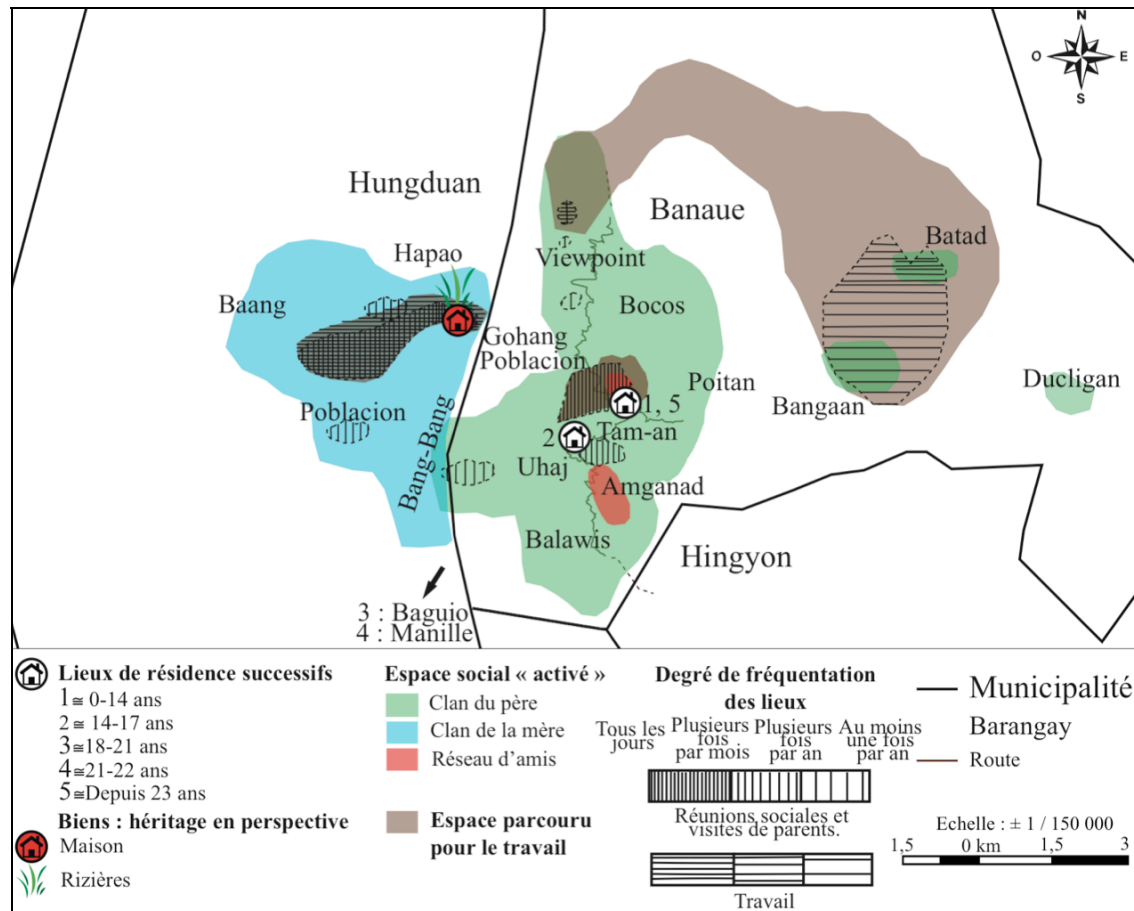 N
O E
S
Hungduan
Banaue
Hapao
Batad
Viewpoint
Baang
Bocos
Gohang
Poblacion
Poitan
Ducligan
Poblacion
Bangaan
1, 5
2
Tam-an
Bang-Bang
Uhaj
Amganad
Balawis
Hingyon
3 : Baguio
4 : Manille
Lieux de résidence successifs
1≅ 0-14 ans
2≅ 14-17 ans
3≅18-21 ans
4≅21-22 ans
5≅Depuis 23 ans
Biens : héritage en perspective
Maison
Rizières
Espace social « activé »
Clan du père
Clan de la mère
Réseau d'amis
Espace parcouru
pour le travail
Degré de fréquentation
des lieux
Tous les
jours
Plusieurs
fois
par mois
Plusieurs
fois
par an
Au moins
une fois
par an
Réunions sociales et
visites de parents.
Travail
Municipalité
Barangay
Route
Echelle : ± 1 / 150 000
1,5 0 km 1,5 3